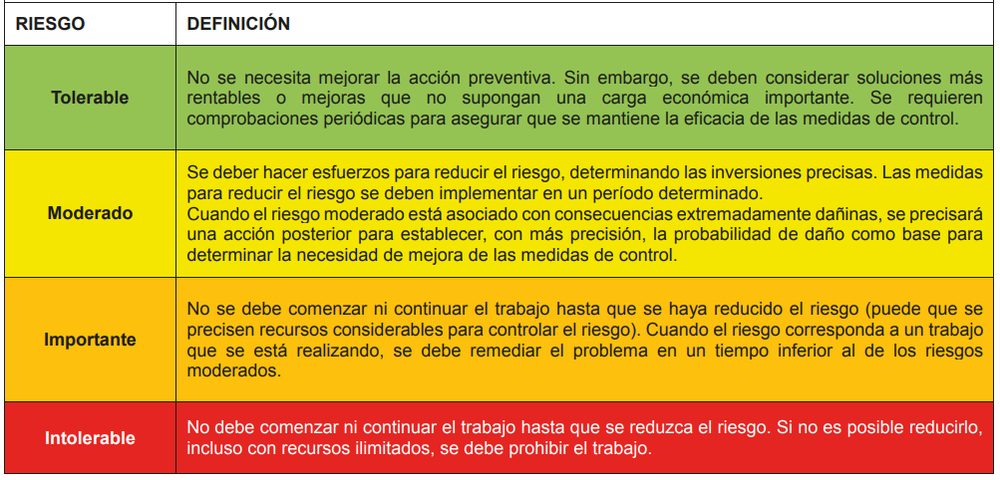 RIESGO
DEFINICIÓN
Tolerable
No se necesita mejorar la acción preventiva. Sin embargo, se deben considerar soluciones más
rentables o mejoras que no supongan una carga económica importante. Se requieren
comprobaciones periódicas para asegurar que se mantiene la eficacia de las medidas de control.
Moderado
Se deber hacer esfuerzos para reducir el riesgo, determinando las inversiones precisas. Las medidas
para reducir el riesgo se deben implementar en un período determinado.
Cuando el riesgo moderado está asociado con consecuencias extremadamente dañinas, se precisará
una acción posterior para establecer, con más precisión, la probabilidad de daño como base para
determinar la necesidad de mejora de las medidas de control.
Importante
No se debe comenzar ni continuar el trabajo hasta que se haya reducido el riesgo (puede que se
precisen recursos considerables para controlar el riesgo). Cuando el riesgo corresponda a un trabajo
que se está realizando, se debe remediar el problema en un tiempo inferior al de los riesgos
moderados.
Intolerable
No debe comenzar ni continuar el trabajo hasta que se reduzca el riesgo. Si no es posible reducirlo,
incluso con recursos ilimitados, se debe prohibir el trabajo.